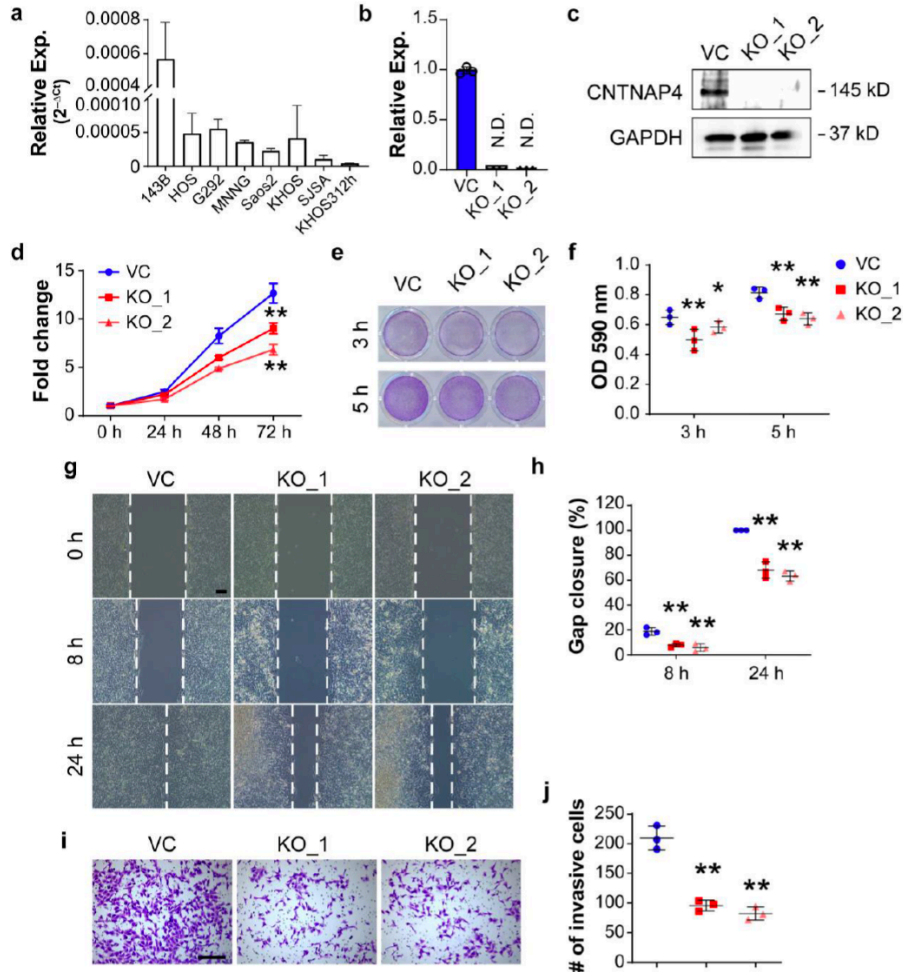 a
Relative Exp.
(2⁻ΔCt)
0.0008
0.0006
0.0004
0.00010
0.00005
0.00000
143B
HOS
G292
MNNG
Saos2
KHOS
SJSA
KHOS312h
b
Relative Exp.
1.5
1.0
0.5
0.0
N.D.
N.D.
VC
KO_1
KO_2
c
VC KO_1 KO_2
CNTNAP4 - 145 kD
GAPDH - 37 kD
d
Fold change
15
10
5
0
VC
KO_1
KO_2
**
**
0 h 24 h 48 h 72 h
e
VC KO_1 KO_2
3 h
5 h
f
OD 590 nm
1.0
0.8
0.6
0.4
0.2
0.0
** * ** **
VC
KO_1
KO_2
3 h 5 h
g
VC KO_1 KO_2
0 h
8 h
24 h
h
Gap closure (%)
100
80
60
40
20
0
** ** ** **
8 h 24 h
i
VC KO_1 KO_2
j
# of invasive cells
250
200
150
100
50
0
** **